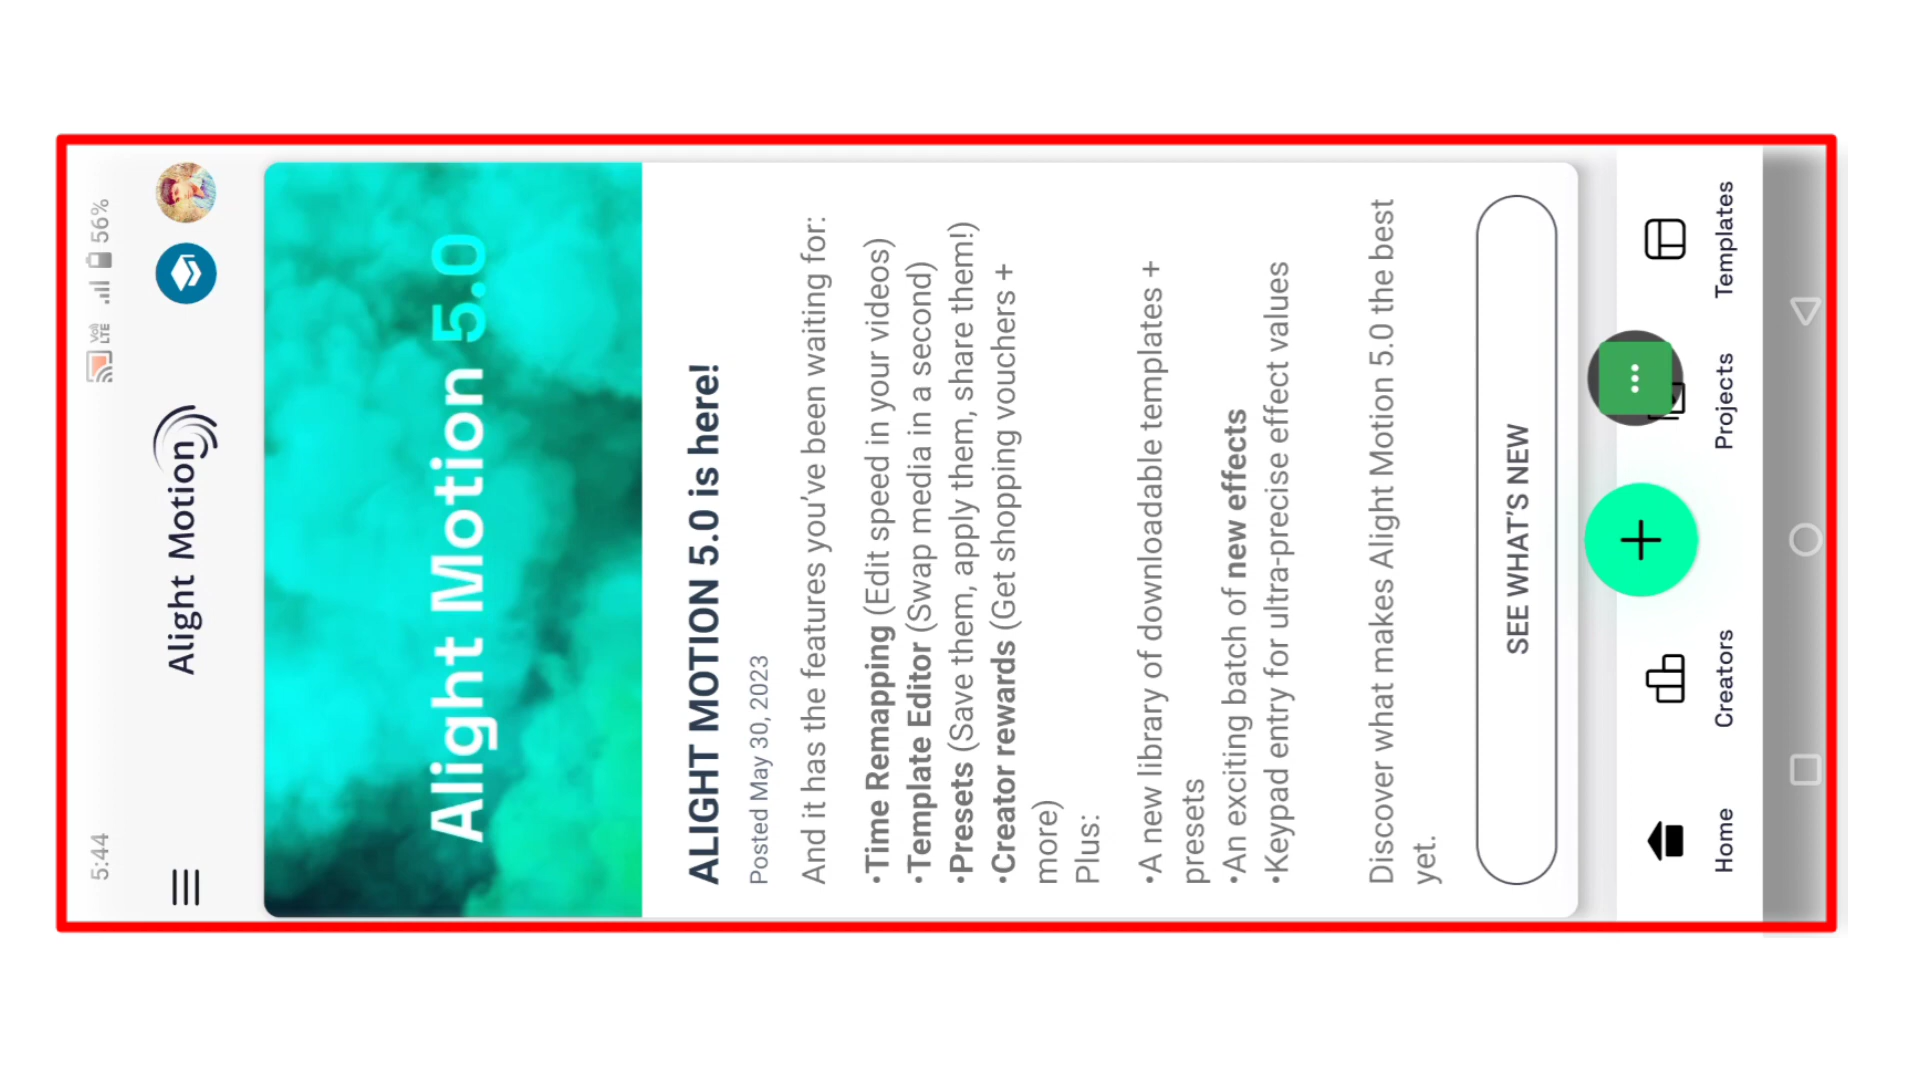 5:44
Vo)) LTE
56%
Alight Motion
Alight Motion 5.0
ALIGHT MOTION 5.0 is here!
Posted May 30, 2023
And it has the features you've been waiting for:
•Time Remapping (Edit speed in your videos)
•Template Editor (Swap media in a second)
•Presets (Save them, apply them, share them!)
•Creator rewards (Get shopping vouchers +
more)
Plus:
•A new library of downloadable templates +
presets
•An exciting batch of new effects
•Keypad entry for ultra-precise effect values
Discover what makes Alight Motion 5.0 the best
yet.
SEE WHAT'S NEW
Home
Creators
Projects
Templates